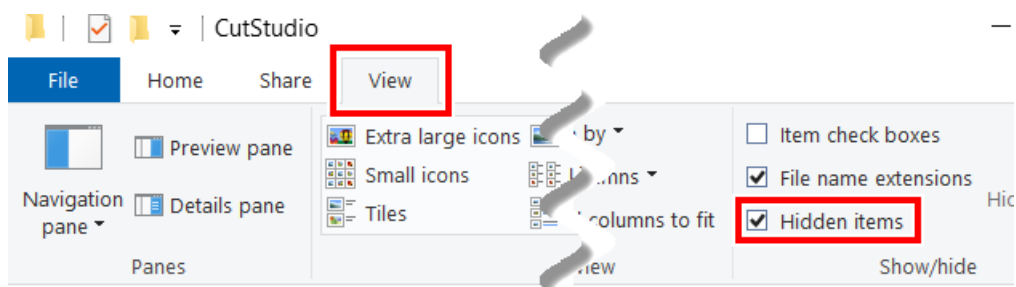 CutStudio
File Home Share View
Extra large icons by
Item check boxes
Preview pane
Small icons
File name extensions
Navigation pane
Details pane
Tiles
columns to fit
Hidden items
Panes
Show/hide